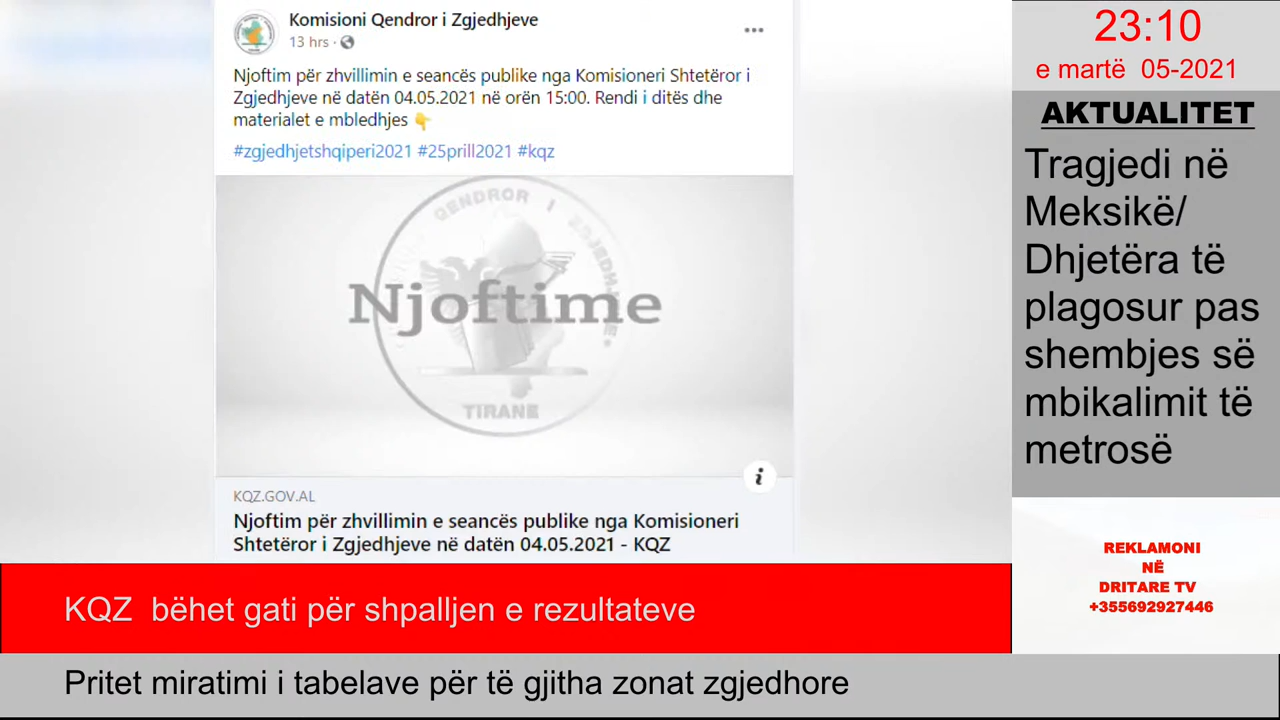 Komisioni Qendror i Zgjedhjeve
13 hrs ·
Njoftim për zhvillimin e seancës publike nga Komisioneri Shtetëror i
Zgjedhjeve në datën 04.05.2021 në orën 15:00. Rendi i ditës dhe
materialet e mbledhjes 👇
#zgjedhjetshqiperi2021 #25prill2021 #kqz
QENDROR I ZGJEDHJEVE
Njoftime
TIRANE
KQZ.GOV.AL
Njoftim për zhvillimin e seancës publike nga Komisioneri
Shtetëror i Zgjedhjeve në datën 04.05.2021 - KQZ
KQZ bëhet gati për shpalljen e rezultateve
Pritet miratimi i tabelave për të gjitha zonat zgjedhore
23:10
e martë 05-2021
AKTUALITET
Tragjedi në
Meksikë/
Dhjetëra të
plagosur pas
shembjes së
mbikalimit të
metrosë
REKLAMONI
NË
DRITARE TV
+355692927446